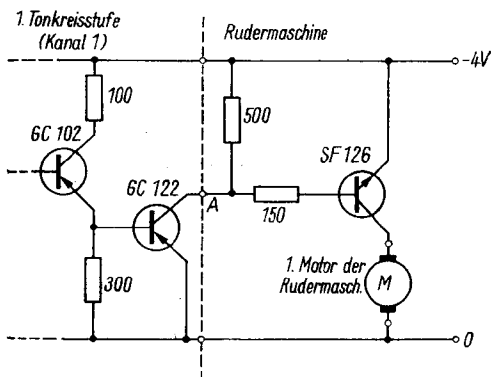 1. Tonkreisstufe
(Kanal 1)
Rudermaschine
-4V
100
500
GC 102
SF 126
GC 122
A
150
300
1. Motor der
Rudermasch.
M
0